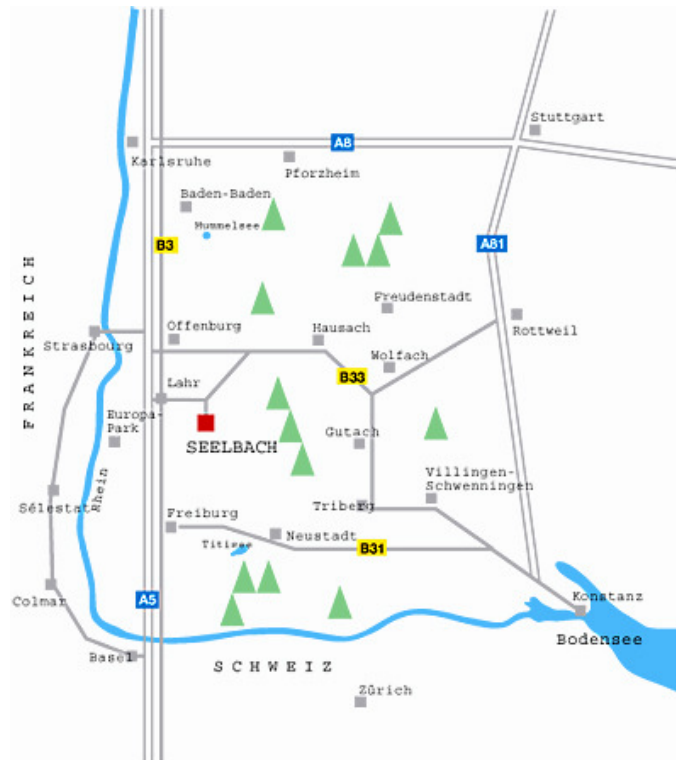 Stuttgart
A8
Karlsruhe
Pforzheim
Baden-Baden
Mummelsee
B3
A81
FRANKREICH
Freudenstadt
Offenburg
Hausach
Rottweil
Strasbourg
Wolfach
B33
Lahr
Europa-
Park
Gutach
SEELBACH
Villingen-
Schwenningen
Rhein
Sélestat
Triberg
Freiburg
Neustadt
Titisee
B31
Colmar
A5
Konstanz
Bodensee
Basel
SCHWEIZ
Zürich